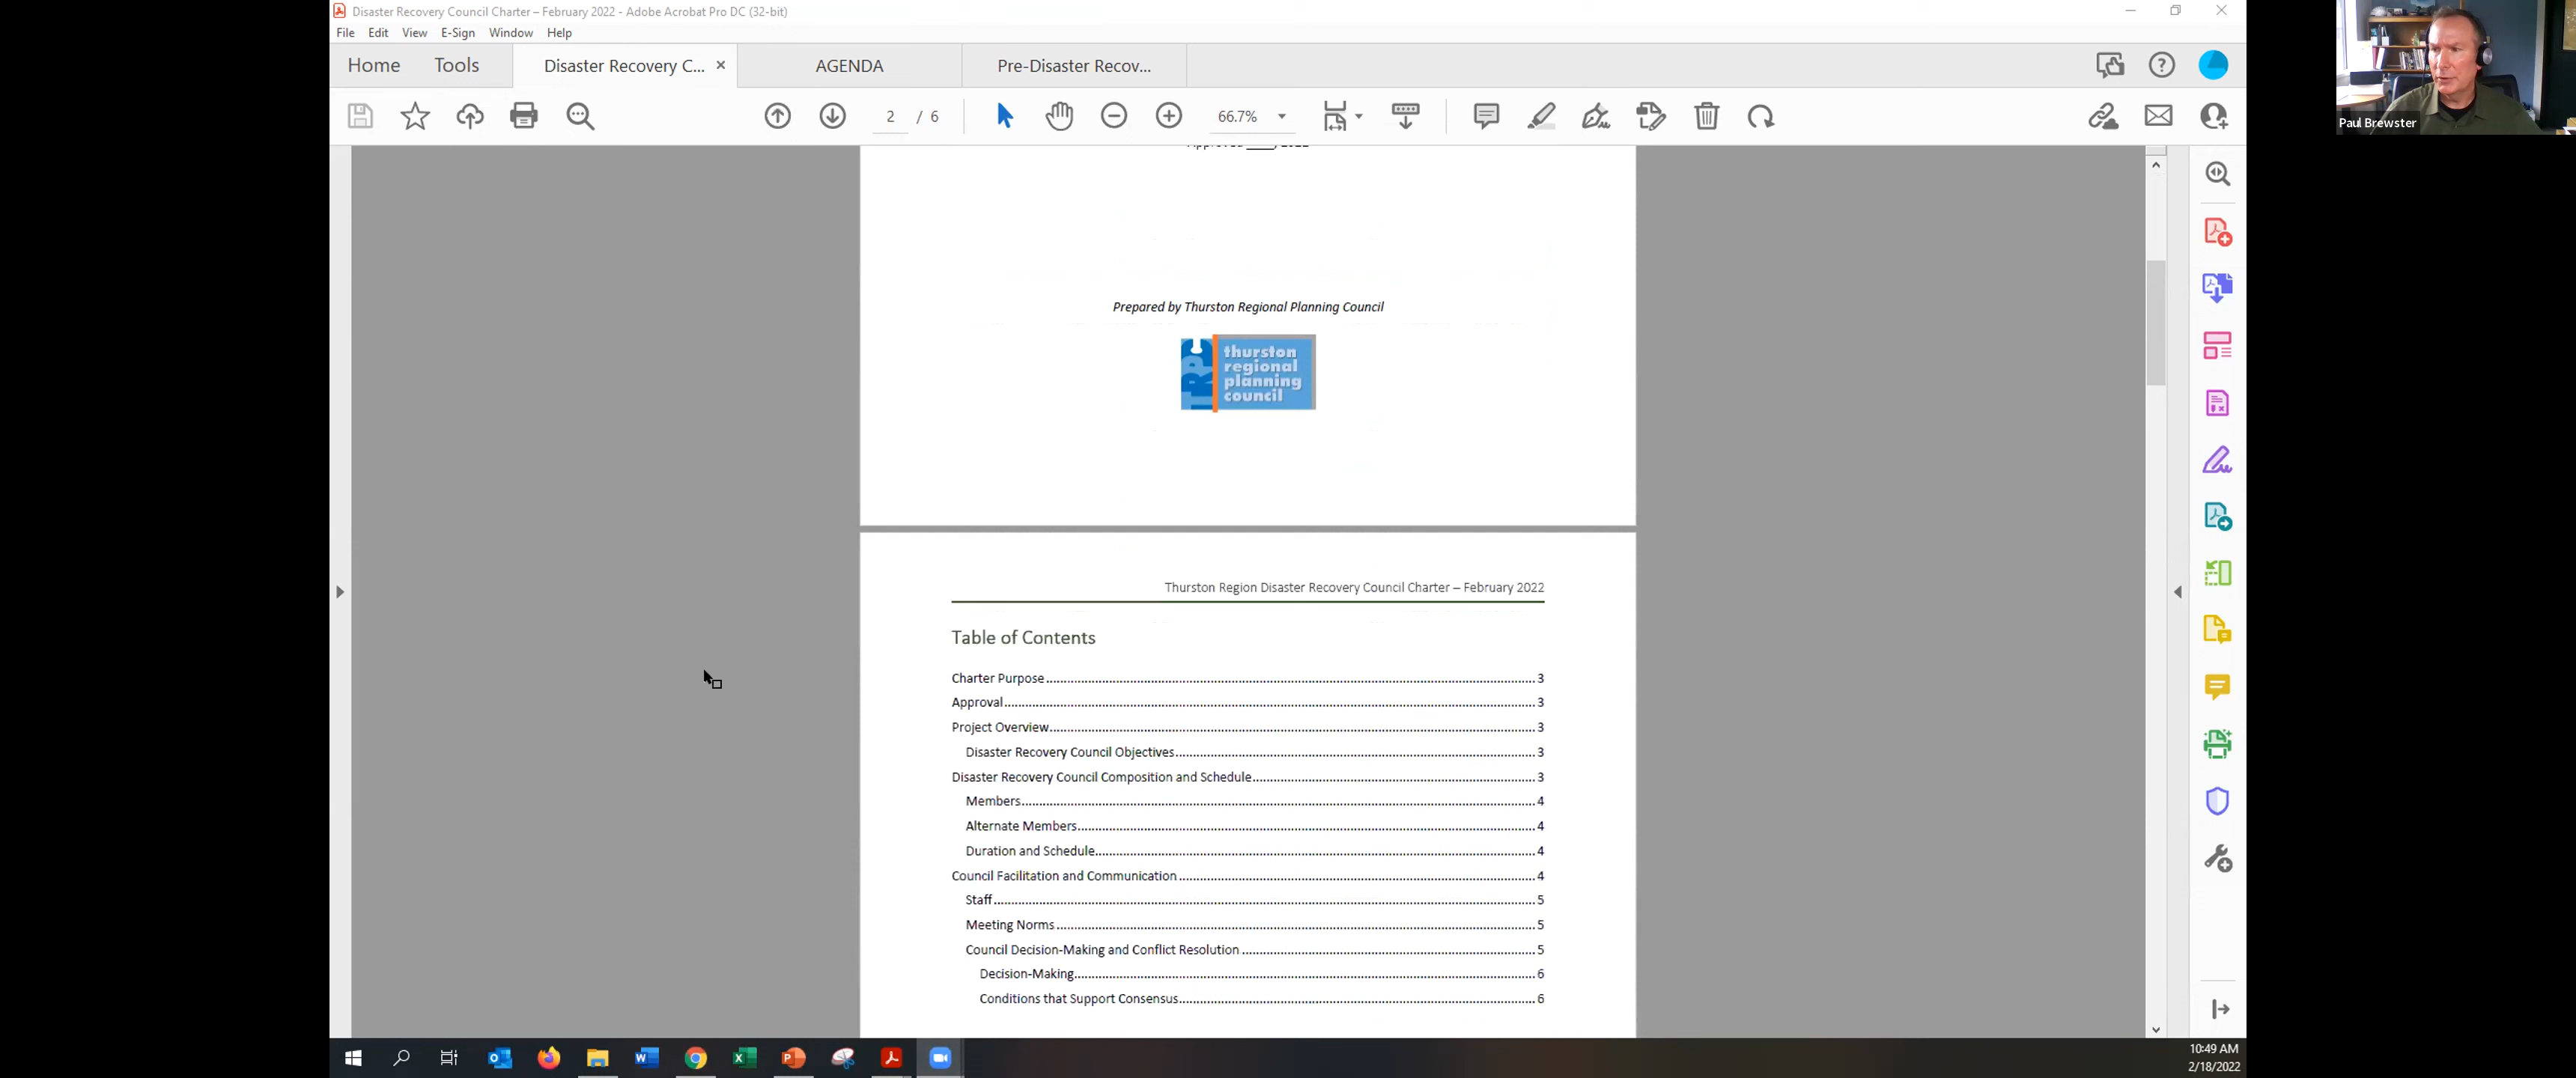 Disaster Recovery Council Charter – February 2022 - Adobe Acrobat Pro DC (32-bit)
File Edit View E-Sign Window Help
Home Tools Disaster Recovery C... × AGENDA Pre-Disaster Recov...
2 / 6 66.7%
Paul Brewster
Approved ____, 2022
Prepared by Thurston Regional Planning Council
TRPC
thurston
regional
planning
council
Thurston Region Disaster Recovery Council Charter – February 2022
Table of Contents
Charter Purpose 3
Approval 3
Project Overview 3
Disaster Recovery Council Objectives 3
Disaster Recovery Council Composition and Schedule 3
Members 4
Alternate Members 4
Duration and Schedule 4
Council Facilitation and Communication 4
Staff 5
Meeting Norms 5
Council Decision-Making and Conflict Resolution 5
Decision-Making 6
Conditions that Support Consensus 6
10:49 AM
2/18/2022